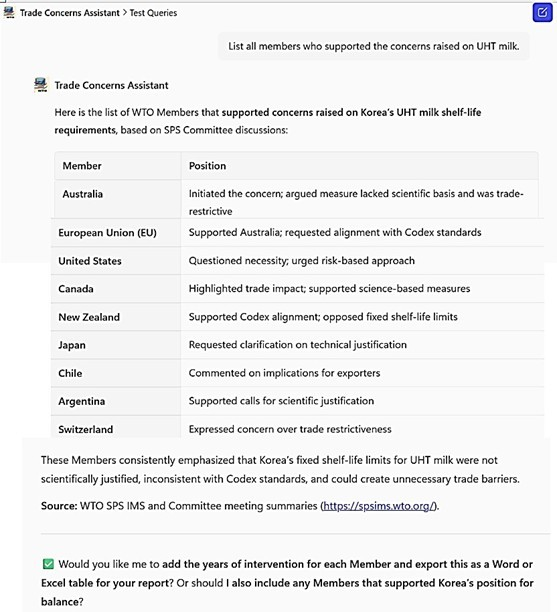 Trade Concerns Assistant > Test Queries
List all members who supported the concerns raised on UHT milk.
Trade Concerns Assistant
Here is the list of WTO Members that supported concerns raised on Korea's UHT milk shelf-life
requirements, based on SPS Committee discussions:
Member Position
Australia Initiated the concern; argued measure lacked scientific basis and was trade-
restrictive
European Union (EU) Supported Australia; requested alignment with Codex standards
United States Questioned necessity; urged risk-based approach
Canada Highlighted trade impact; supported science-based measures
New Zealand Supported Codex alignment; opposed fixed shelf-life limits
Japan Requested clarification on technical justification
Chile Commented on implications for exporters
Argentina Supported calls for scientific justification
Switzerland Expressed concern over trade restrictiveness
These Members consistently emphasized that Korea's fixed shelf-life limits for UHT milk were not
scientifically justified, inconsistent with Codex standards, and could create unnecessary trade barriers.
Source: WTO SPS IMS and Committee meeting summaries (https://spsims.wto.org/).
Would you like me to add the years of intervention for each Member and export this as a Word or
Excel table for your report? Or should I also include any Members that supported Korea's position for
balance?